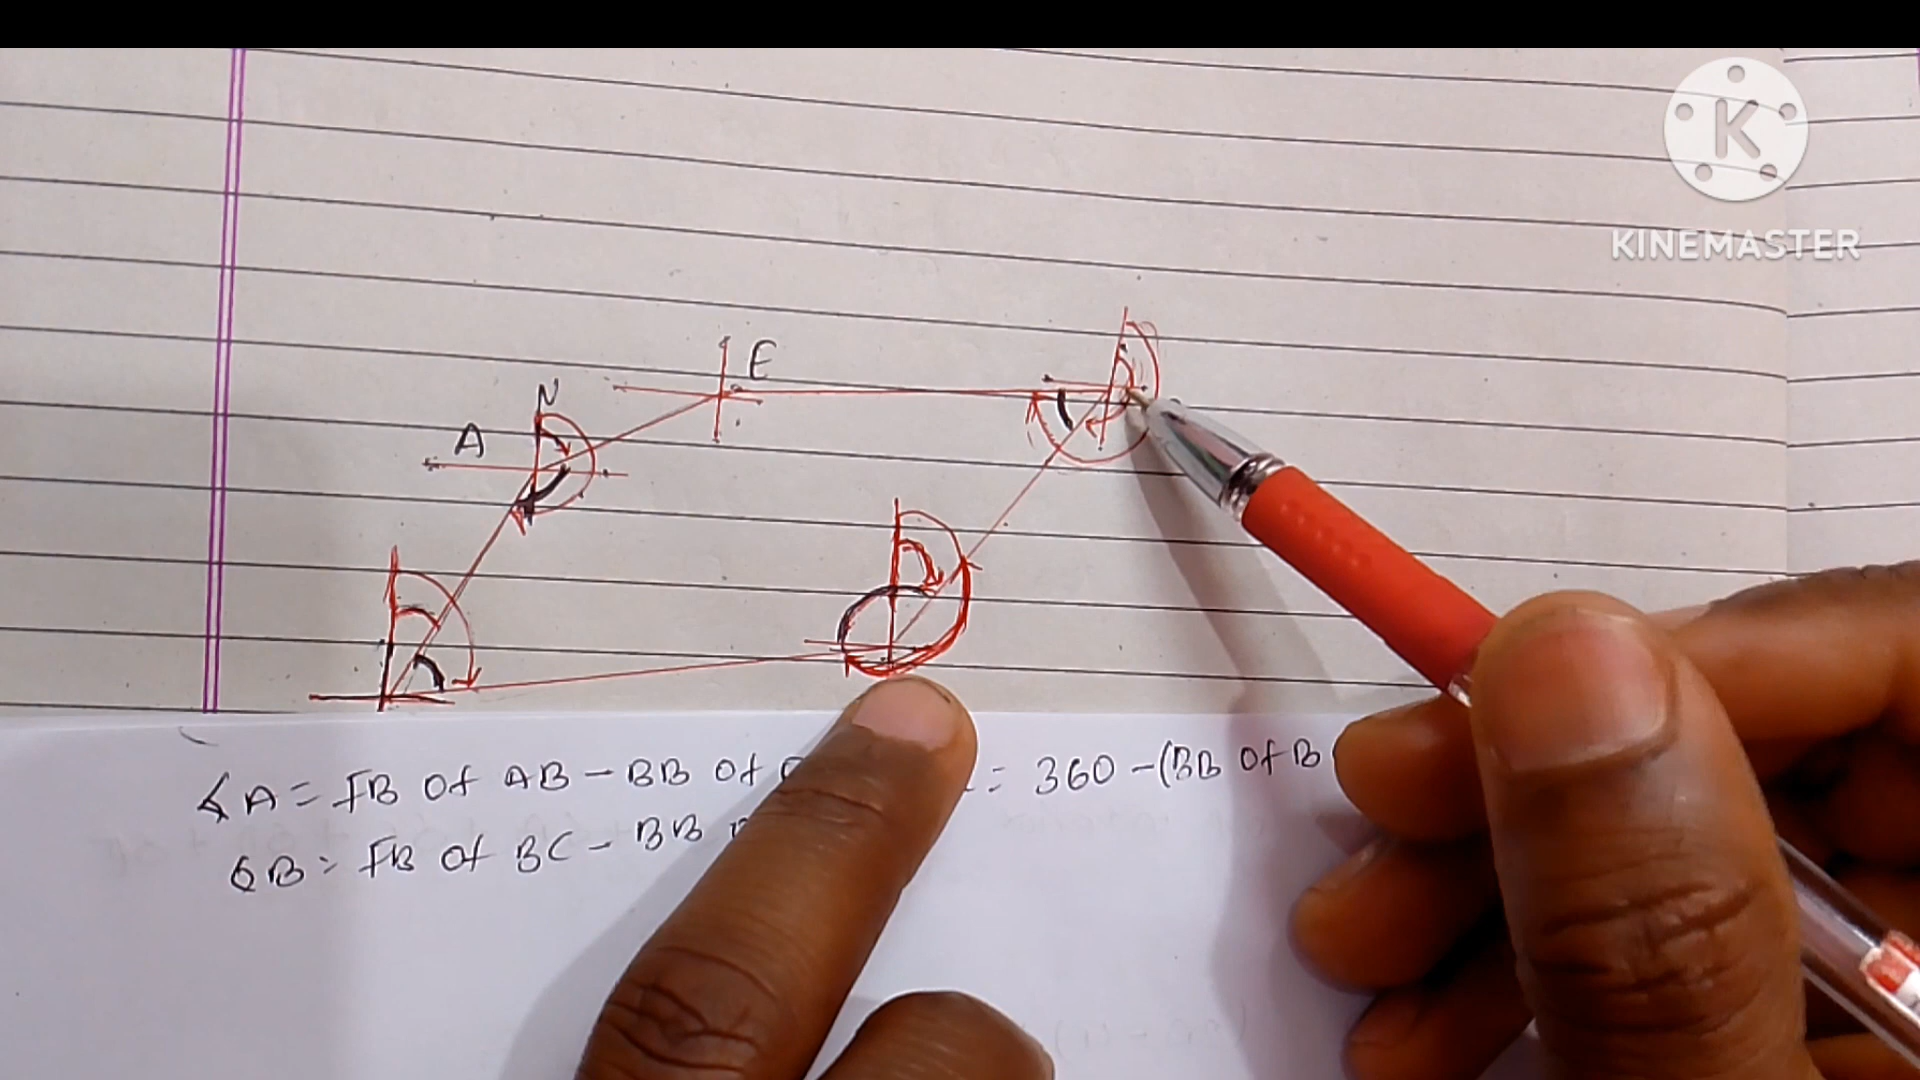 K
KINEMASTER
E
N
A
∡A = FB of AB - BB of = 360 - (BB of B
∡B = FB of BC - BB